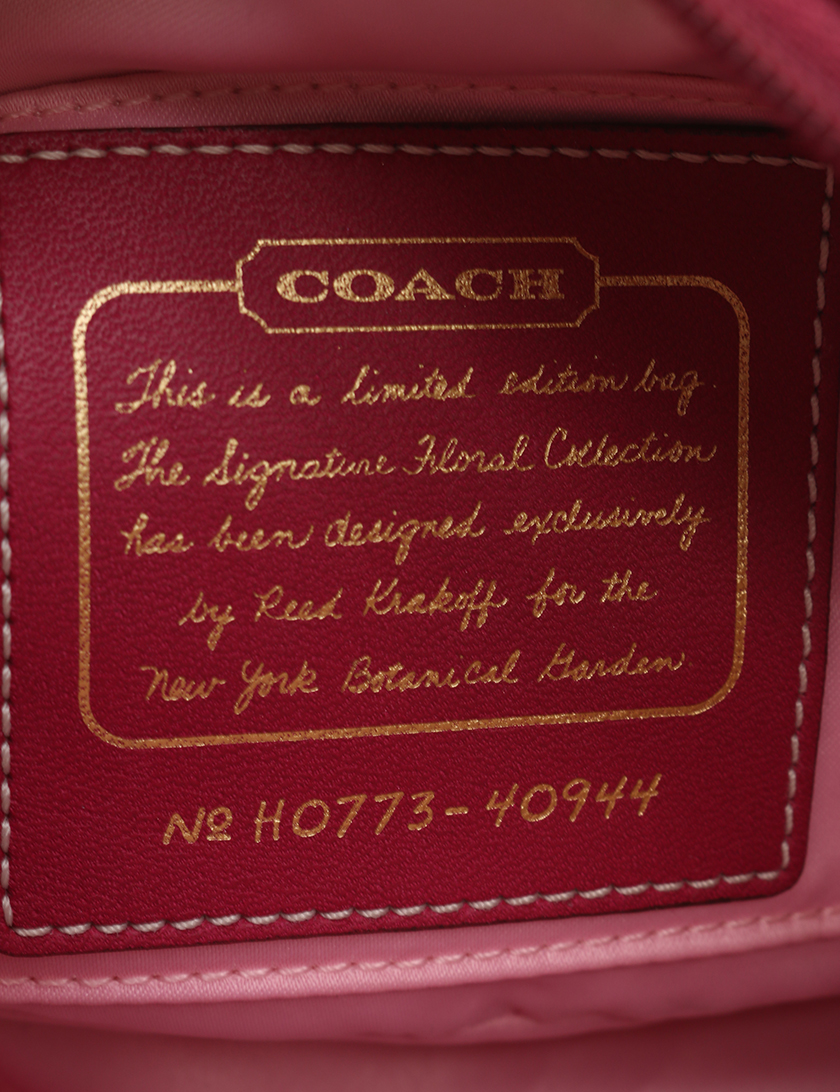 COACH
This is a limited edition bag.
The Signature Floral Collection
has been designed exclusively
by Reed Krakoff for the
New York Botanical Garden.
Nº H0773-40944